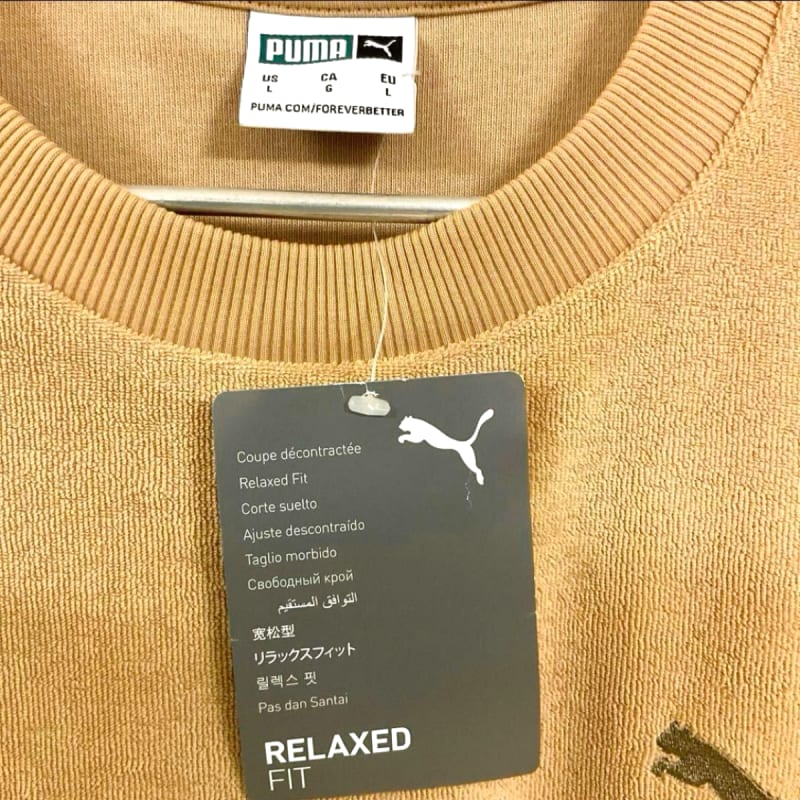 PUMA
US CA EU
L G L
PUMA.COM/FOREVERBETTER
Coupe décontractée
Relaxed Fit
Corte suelto
Ajuste descontraído
Taglio morbido
Свободный крой
التوافق المستقيم
宽松型
リラックスフィット
릴렉스 핏
Pas dan Santai
RELAXED
FIT